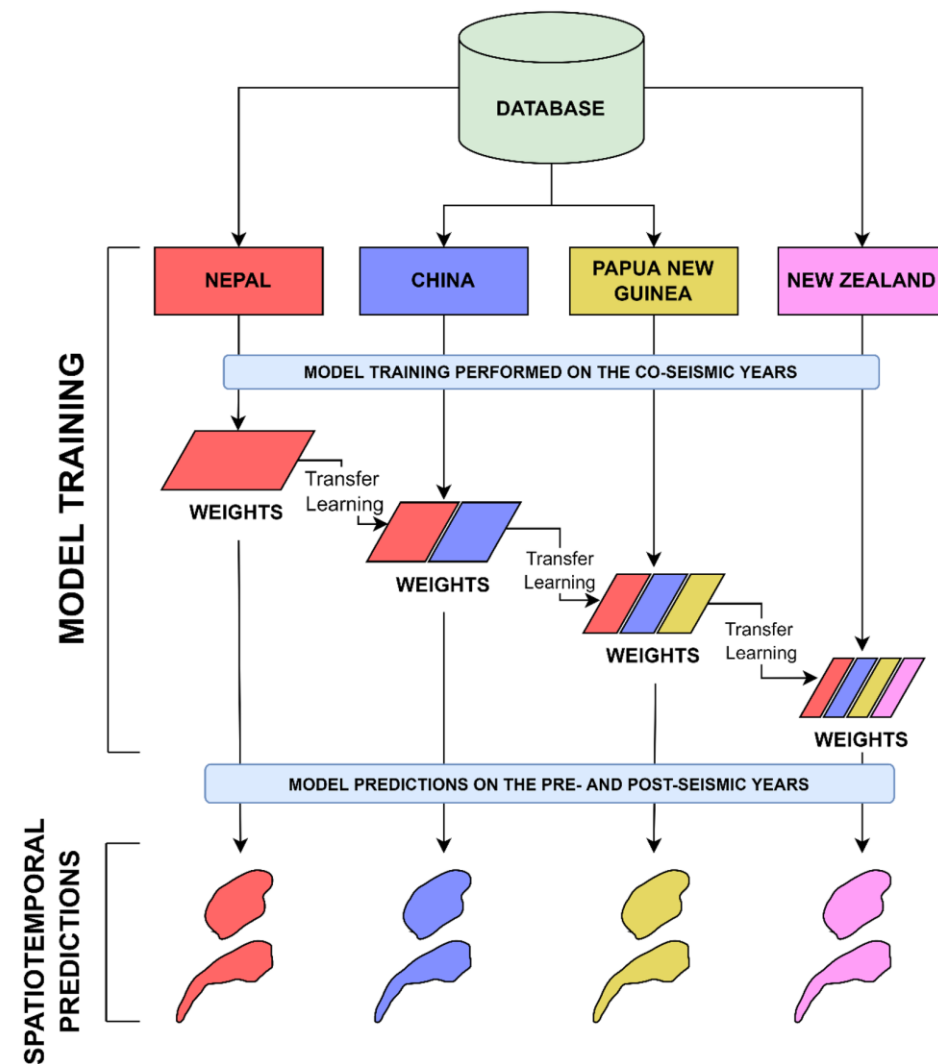 DATABASE
NEPAL
CHINA
PAPUA NEW
GUINEA
NEW ZEALAND
MODEL TRAINING PERFORMED ON THE CO-SEISMIC YEARS
MODEL TRAINING
WEIGHTS
Transfer
Learning
WEIGHTS
Transfer
Learning
WEIGHTS
Transfer
Learning
WEIGHTS
MODEL PREDICTIONS ON THE PRE- AND POST-SEISMIC YEARS
SPATIOTEMPORAL
PREDICTIONS